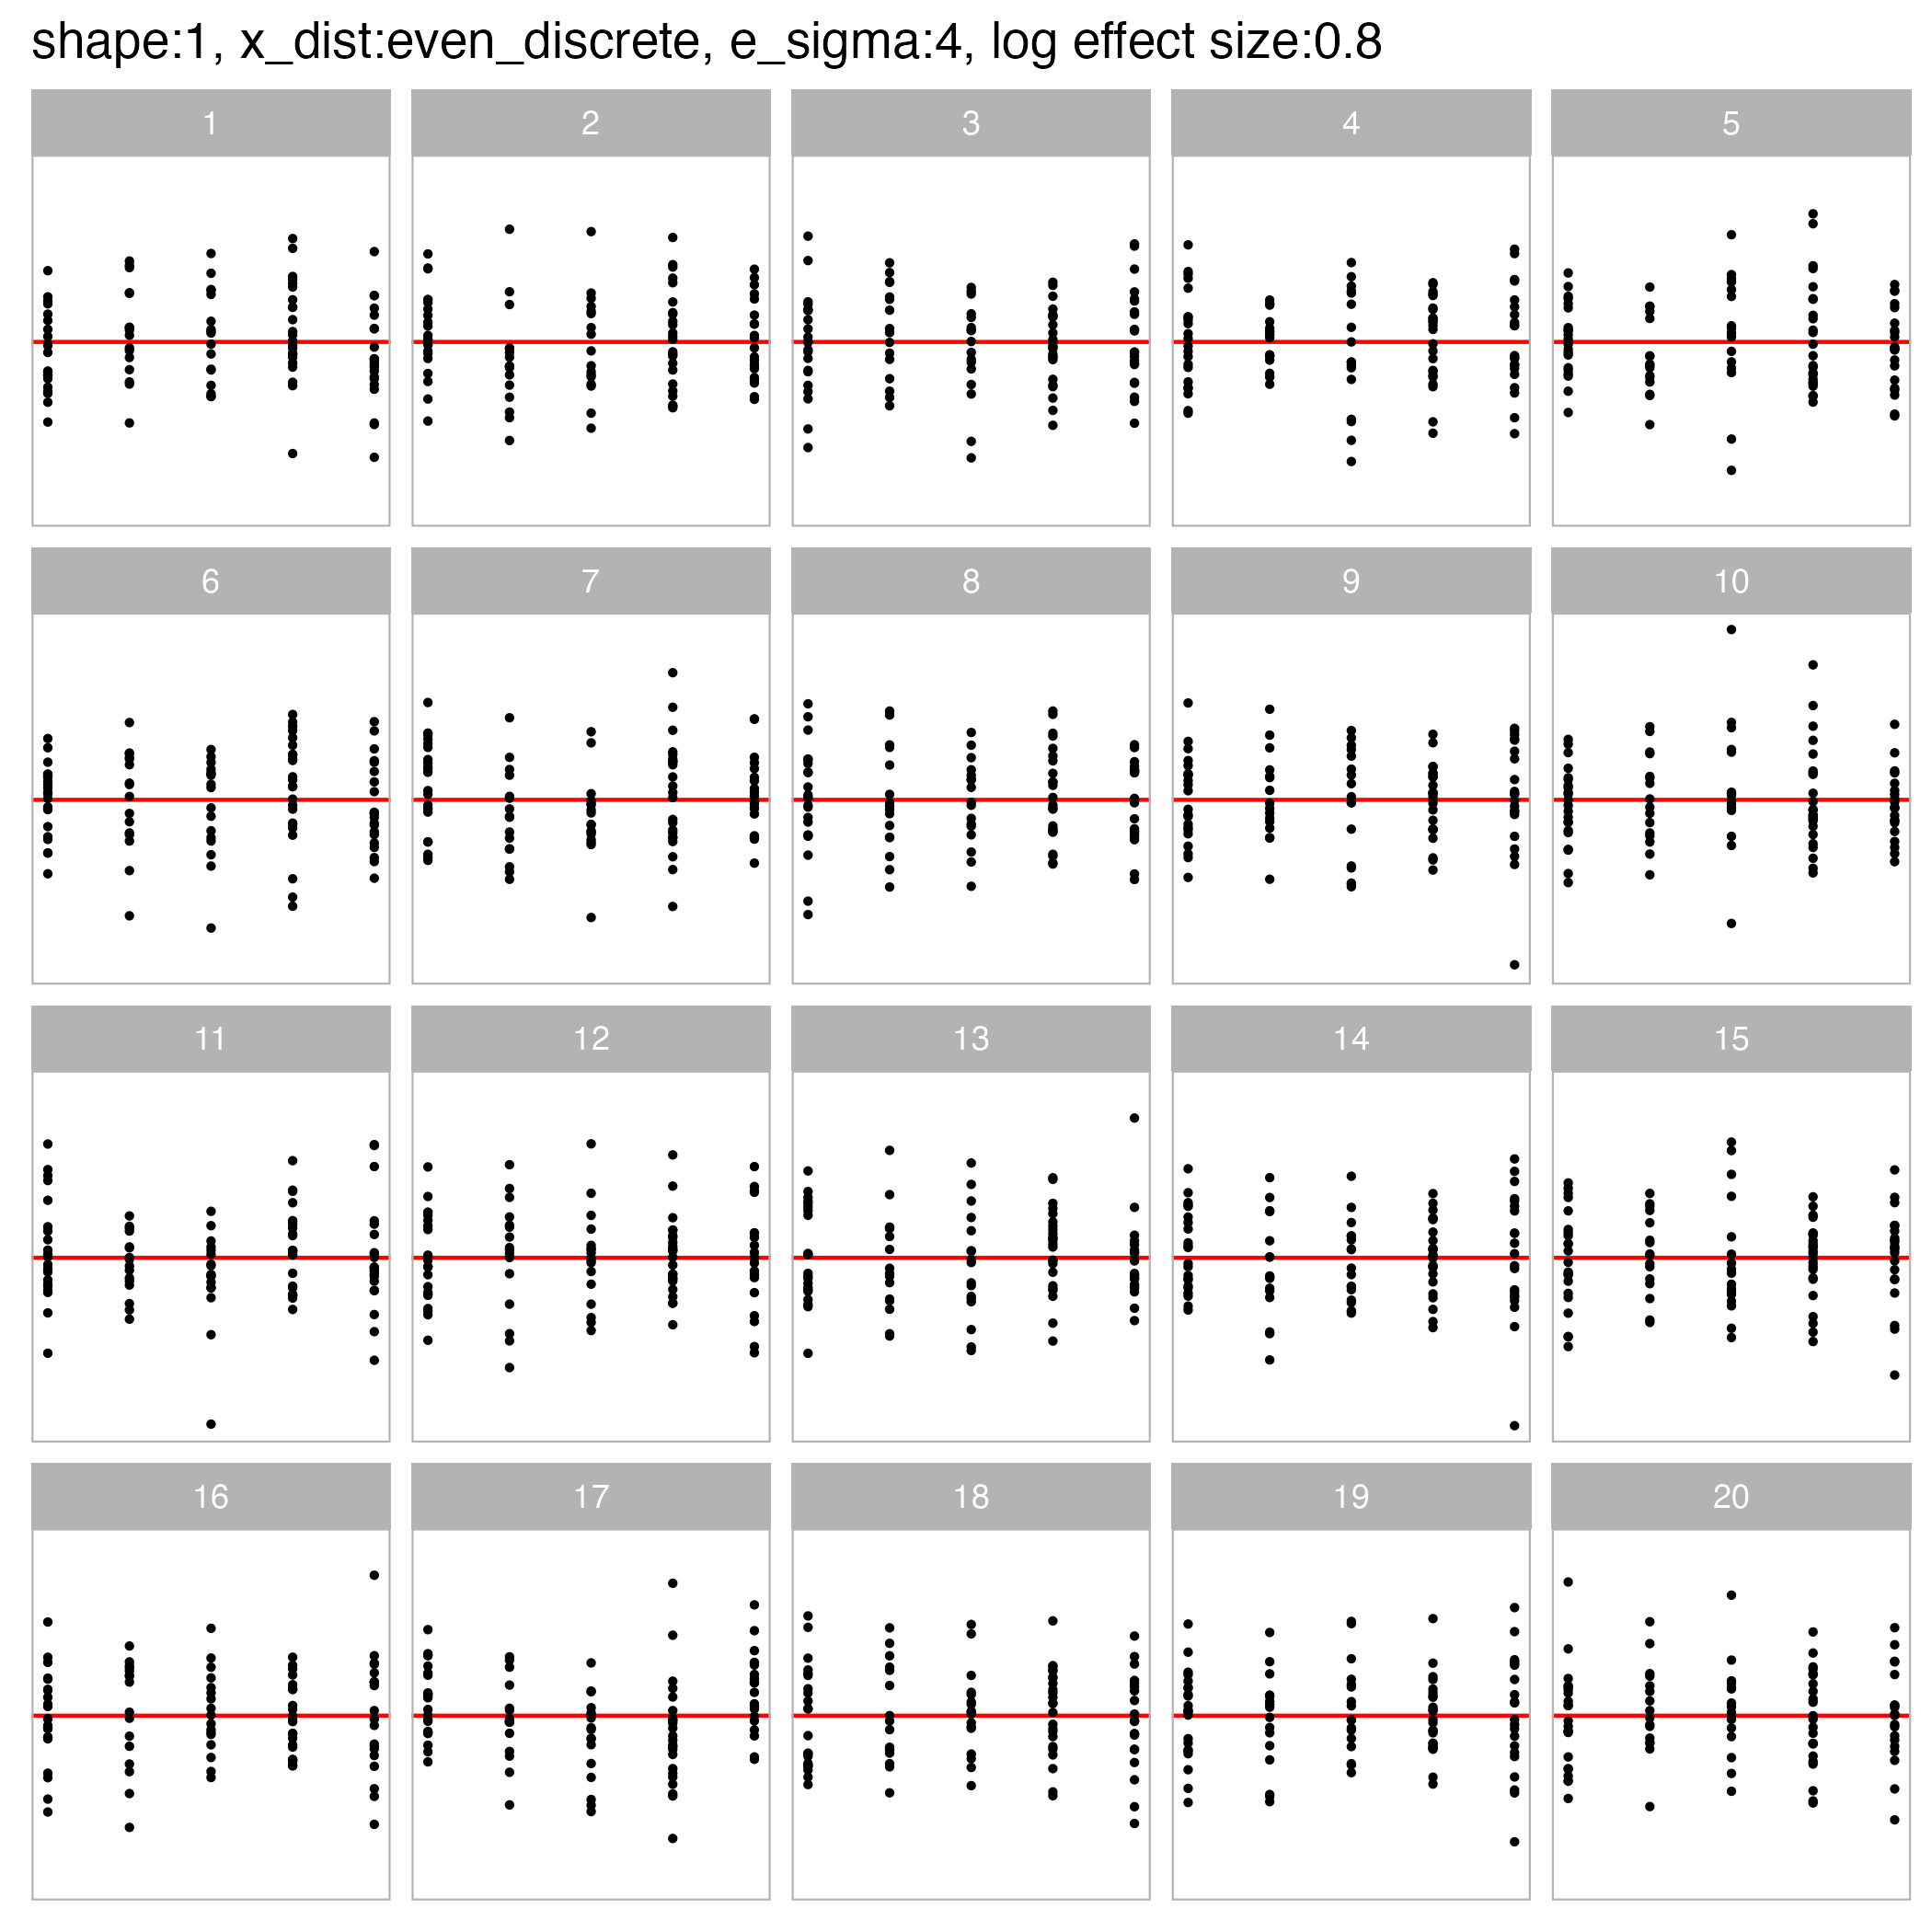 shape:1, x_dist:even_discrete, e_sigma:4, log effect size:0.8
1 2 3 4 5
6 7 8 9 10
11 12 13 14 15
16 17 18 19 20